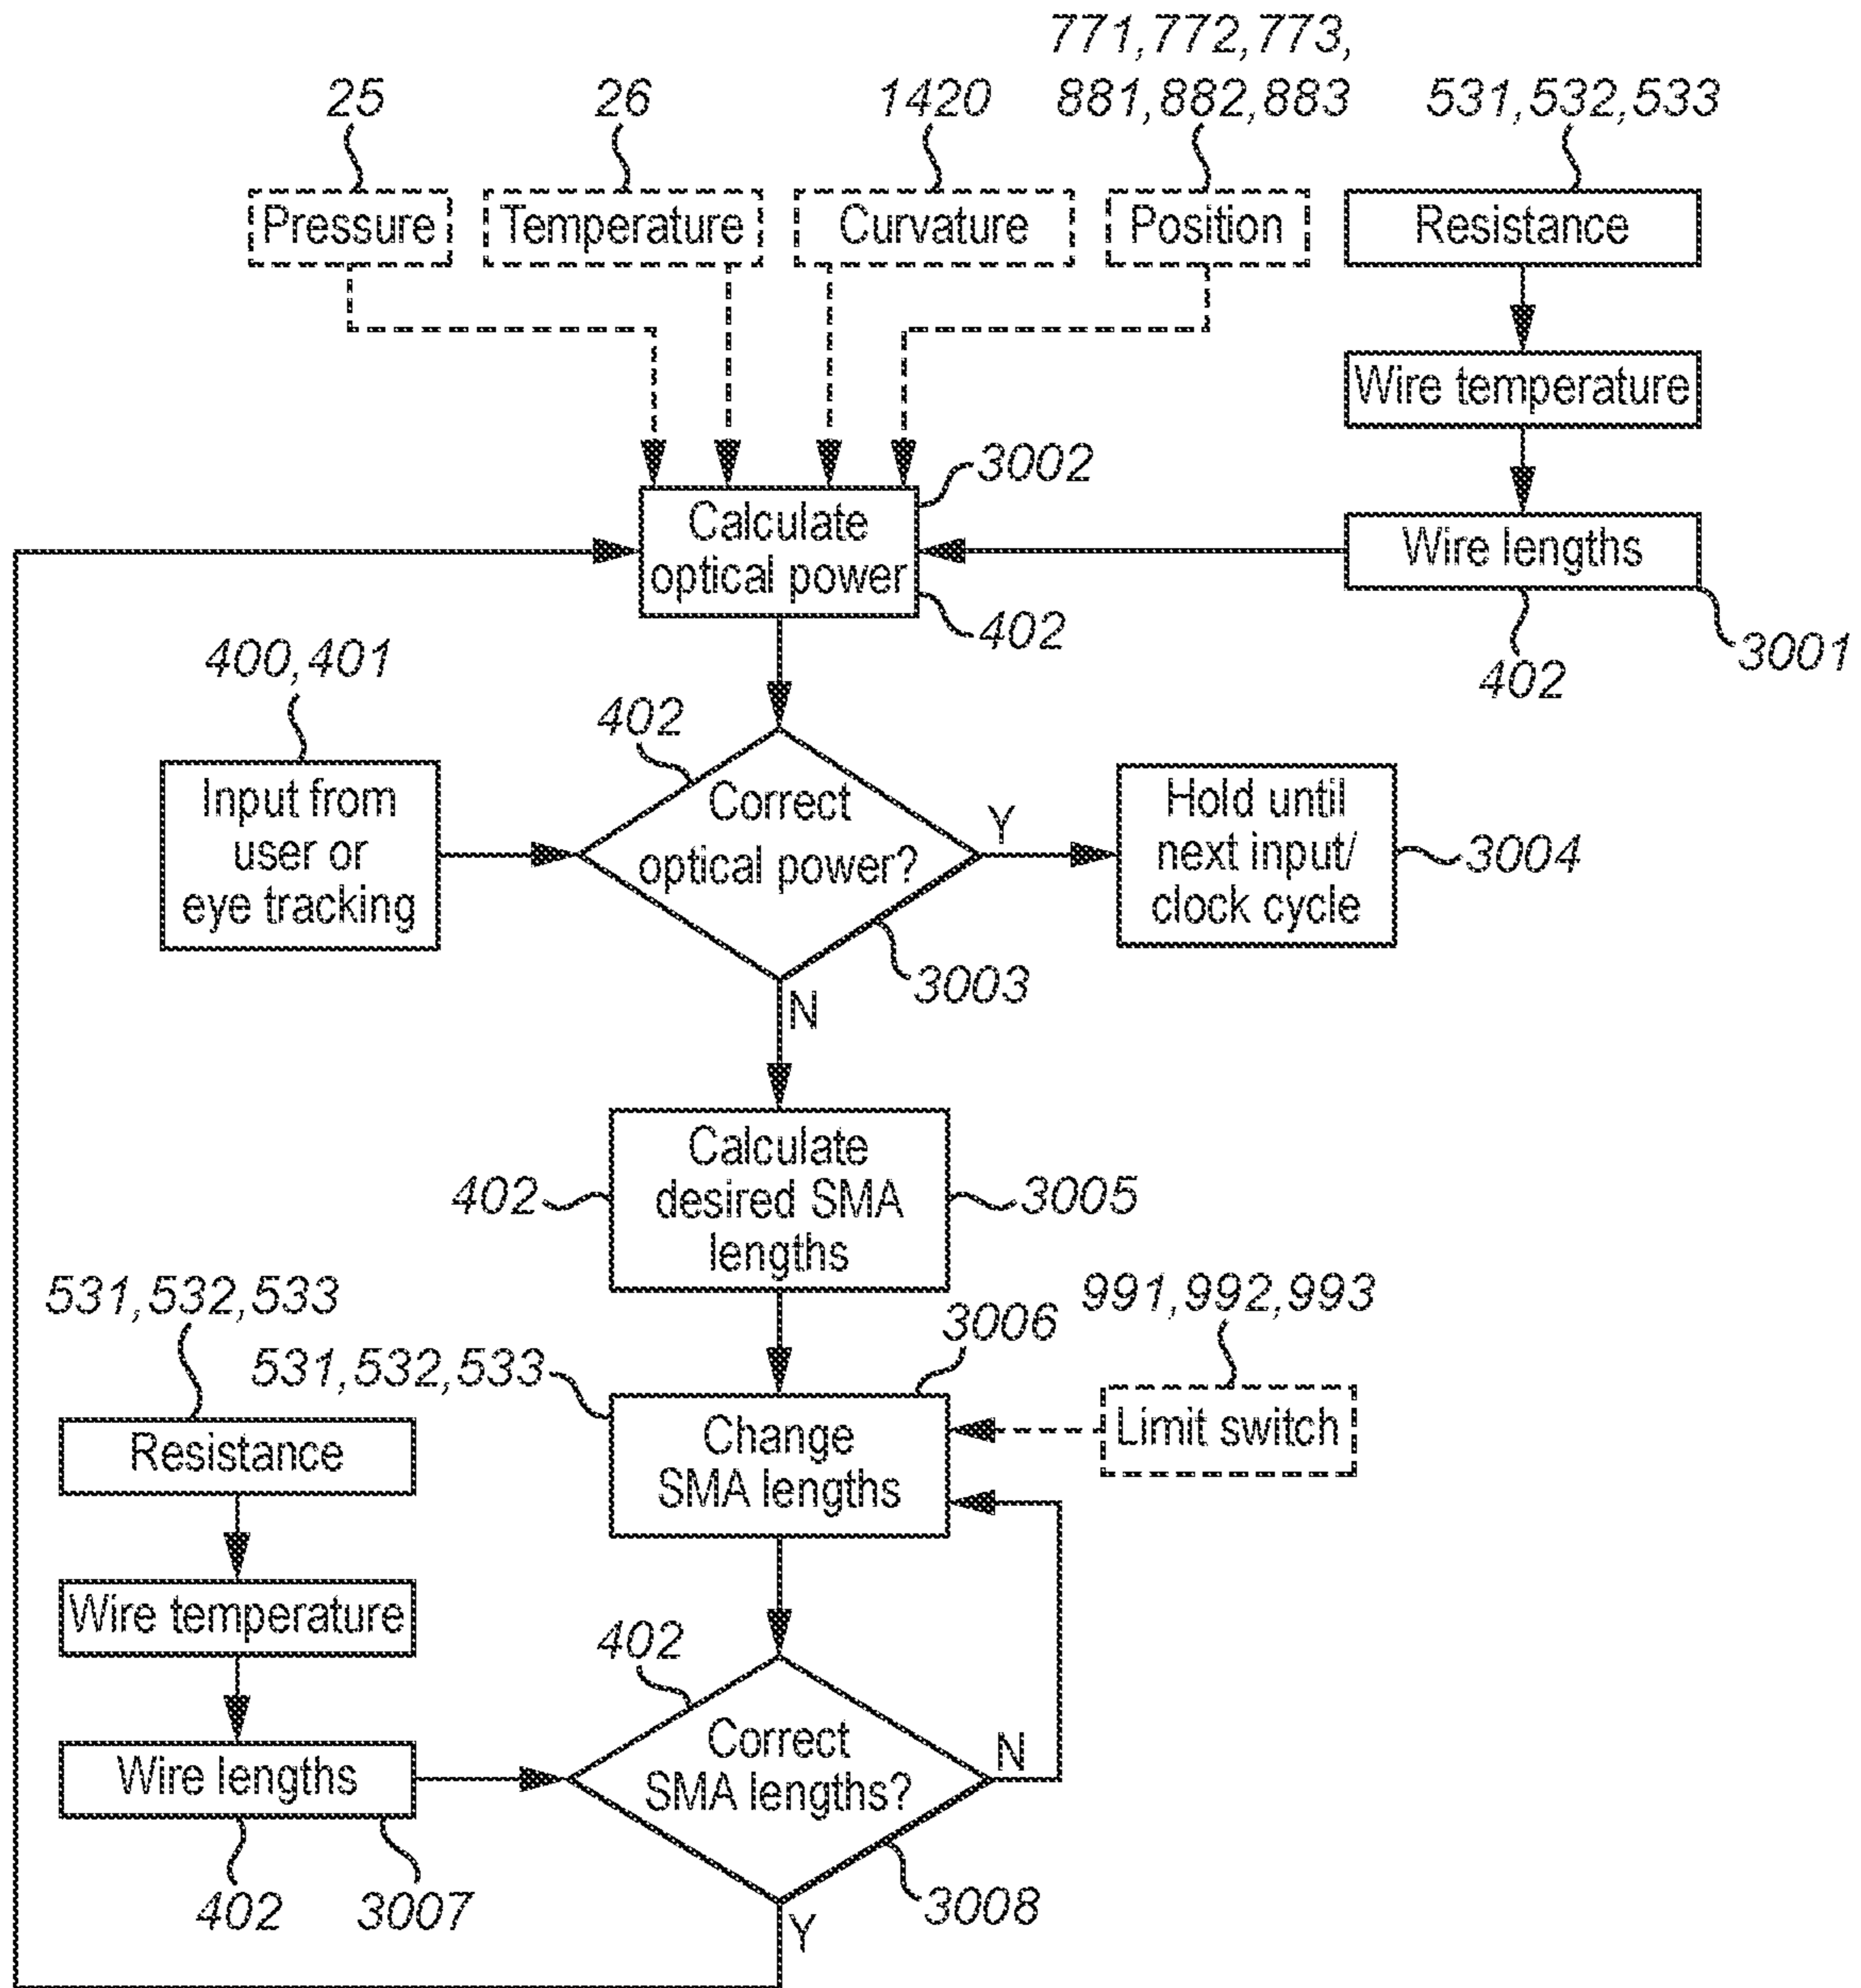 771,772,773,
25
26
1420
881,882,883
531,532,533
Pressure
Temperature
Curvature
Position
Resistance
Wire temperature
3002
Calculate
optical power
Wire lengths
402
402
3001
400,401
402
Input from
user or
eye tracking
Correct
optical power?
Y
Hold until
next input/
clock cycle
3004
3003
N
Calculate
desired SMA
lengths
402
3005
531,532,533
991,992,993
3006
531,532,533
Resistance
Change
SMA lengths
Limit switch
Wire temperature
402
Wire lengths
Correct
SMA lengths?
N
402
3007
3008
Y